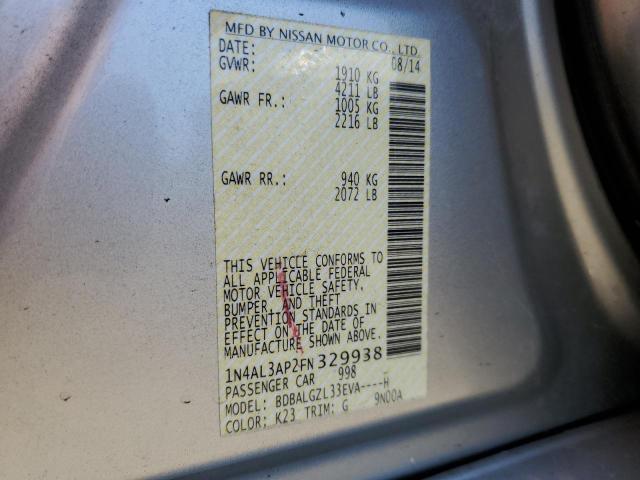 MFD BY NISSAN MOTOR CO., LTD.
DATE: 08/14
GVWR: 1910 KG
4211 LB
GAWR FR.: 1005 KG
2216 LB
GAWR RR.: 940 KG
2072 LB
THIS VEHICLE CONFORMS TO
ALL APPLICABLE FEDERAL
MOTOR VEHICLE SAFETY,
BUMPER, AND THEFT
PREVENTION STANDARDS IN
EFFECT ON THE DATE OF
MANUFACTURE SHOWN ABOVE.
1N4AL3AP2FN329938
PASSENGER CAR 998
MODEL: BDBALGZL33EVA----H
COLOR: K23 TRIM: G 9N00A